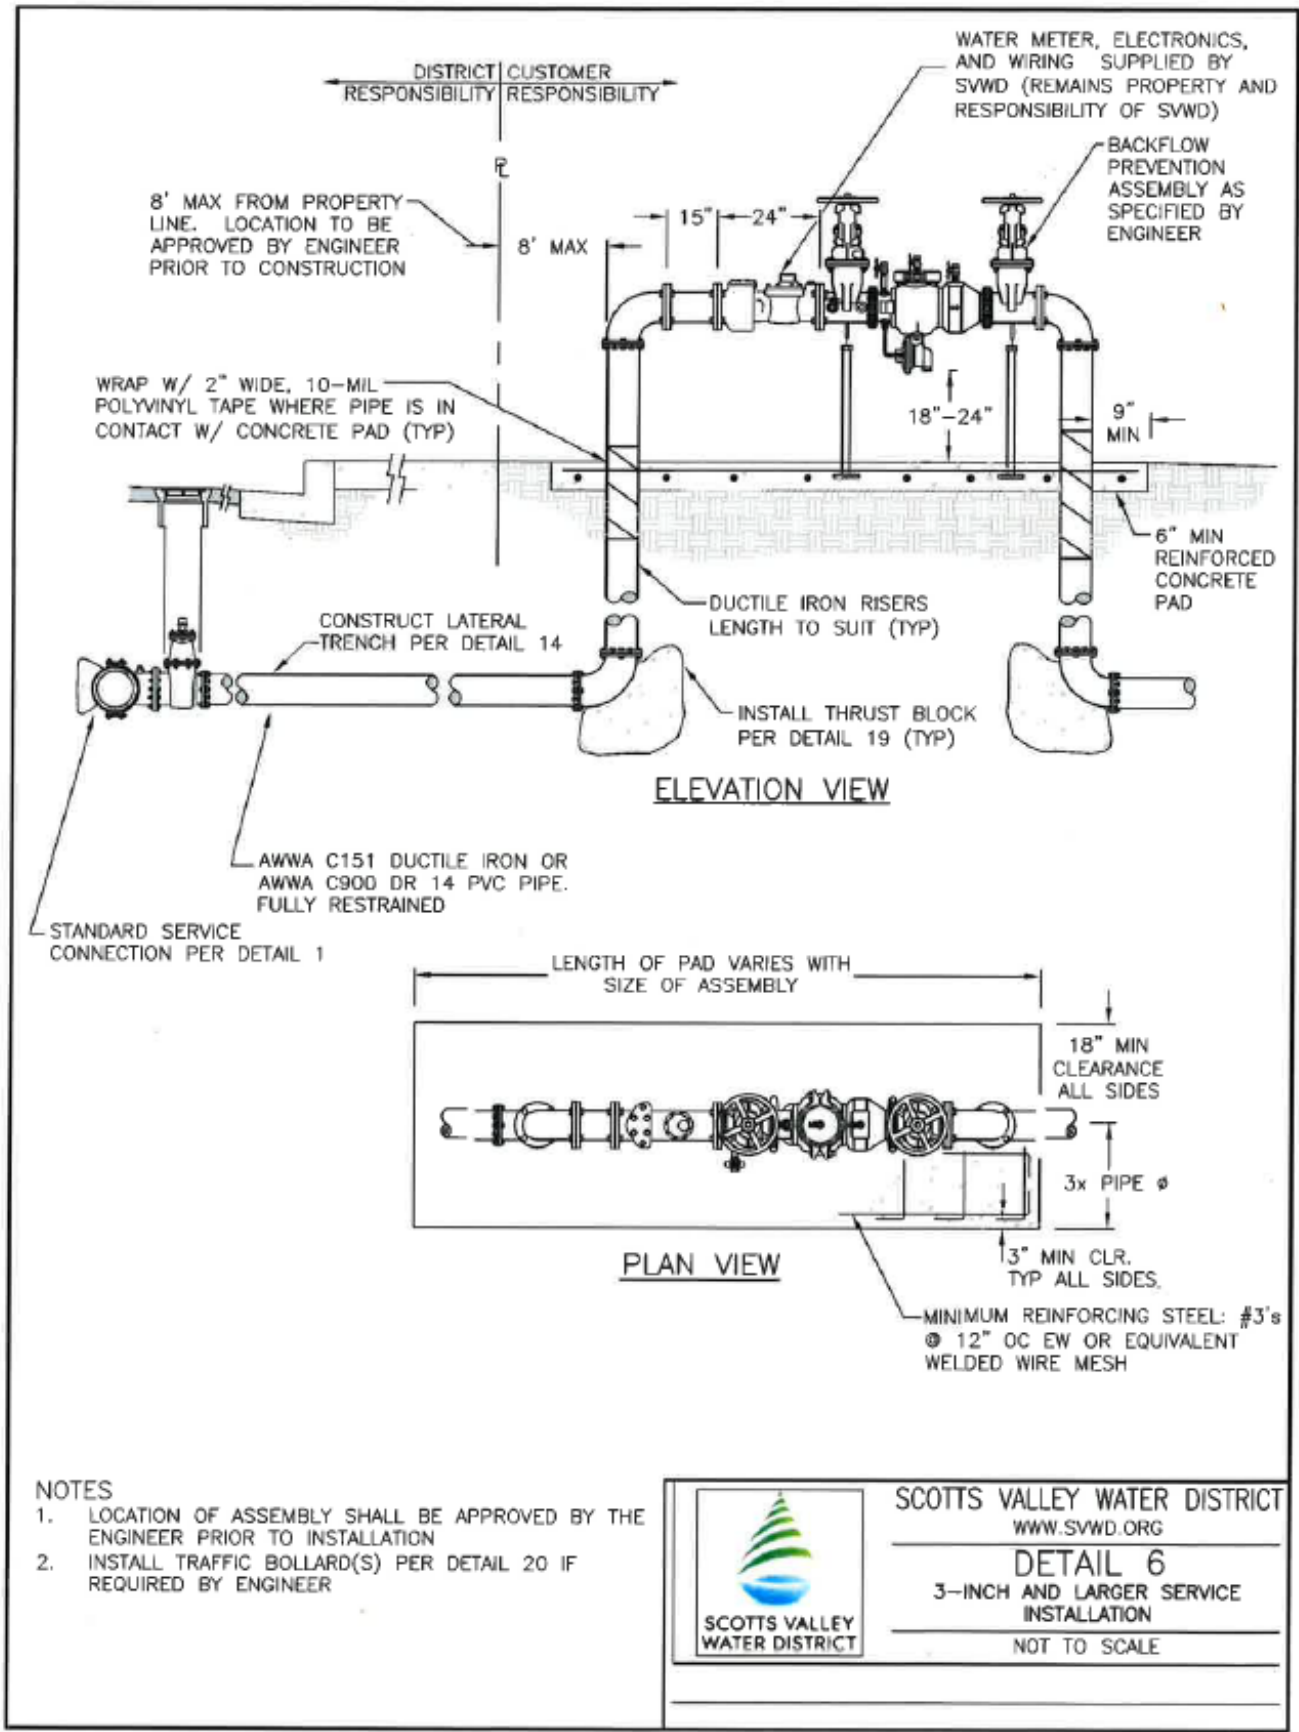 WATER METER, ELECTRONICS,
AND WIRING SUPPLIED BY
SVWD (REMAINS PROPERTY AND
RESPONSIBILITY OF SVWD)
DISTRICT CUSTOMER
RESPONSIBILITY RESPONSIBILITY
PL
BACKFLOW
PREVENTION
ASSEMBLY AS
SPECIFIED BY
ENGINEER
8' MAX FROM PROPERTY
LINE. LOCATION TO BE
APPROVED BY ENGINEER
PRIOR TO CONSTRUCTION
8' MAX
15"
24"
WRAP W/ 2" WIDE, 10-MIL
POLYVINYL TAPE WHERE PIPE IS IN
CONTACT W/ CONCRETE PAD (TYP)
18"-24"
9"
MIN
6" MIN
REINFORCED
CONCRETE
PAD
DUCTILE IRON RISERS
LENGTH TO SUIT (TYP)
CONSTRUCT LATERAL
TRENCH PER DETAIL 14
INSTALL THRUST BLOCK
PER DETAIL 19 (TYP)
ELEVATION VIEW
AWWA C151 DUCTILE IRON OR
AWWA C900 DR 14 PVC PIPE.
FULLY RESTRAINED
STANDARD SERVICE
CONNECTION PER DETAIL 1
LENGTH OF PAD VARIES WITH
SIZE OF ASSEMBLY
18" MIN
CLEARANCE
ALL SIDES
3x PIPE ø
PLAN VIEW
3" MIN CLR.
TYP ALL SIDES.
MINIMUM REINFORCING STEEL: #3's
@ 12" OC EW OR EQUIVALENT
WELDED WIRE MESH
NOTES
1. LOCATION OF ASSEMBLY SHALL BE APPROVED BY THE
ENGINEER PRIOR TO INSTALLATION
2. INSTALL TRAFFIC BOLLARD(S) PER DETAIL 20 IF
REQUIRED BY ENGINEER
SCOTTS VALLEY
WATER DISTRICT
SCOTTS VALLEY WATER DISTRICT
WWW.SVWD.ORG
DETAIL 6
3-INCH AND LARGER SERVICE
INSTALLATION
NOT TO SCALE